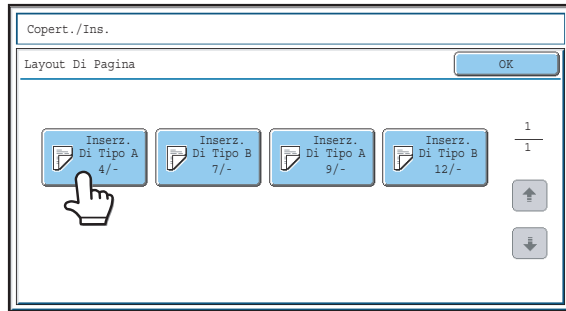 Copert./Ins.
Layout Di Pagina
OK
Inserz.
Di Tipo A
4/-
Inserz.
Di Tipo B
7/-
Inserz.
Di Tipo A
9/-
Inserz.
Di Tipo B
12/-
1
1